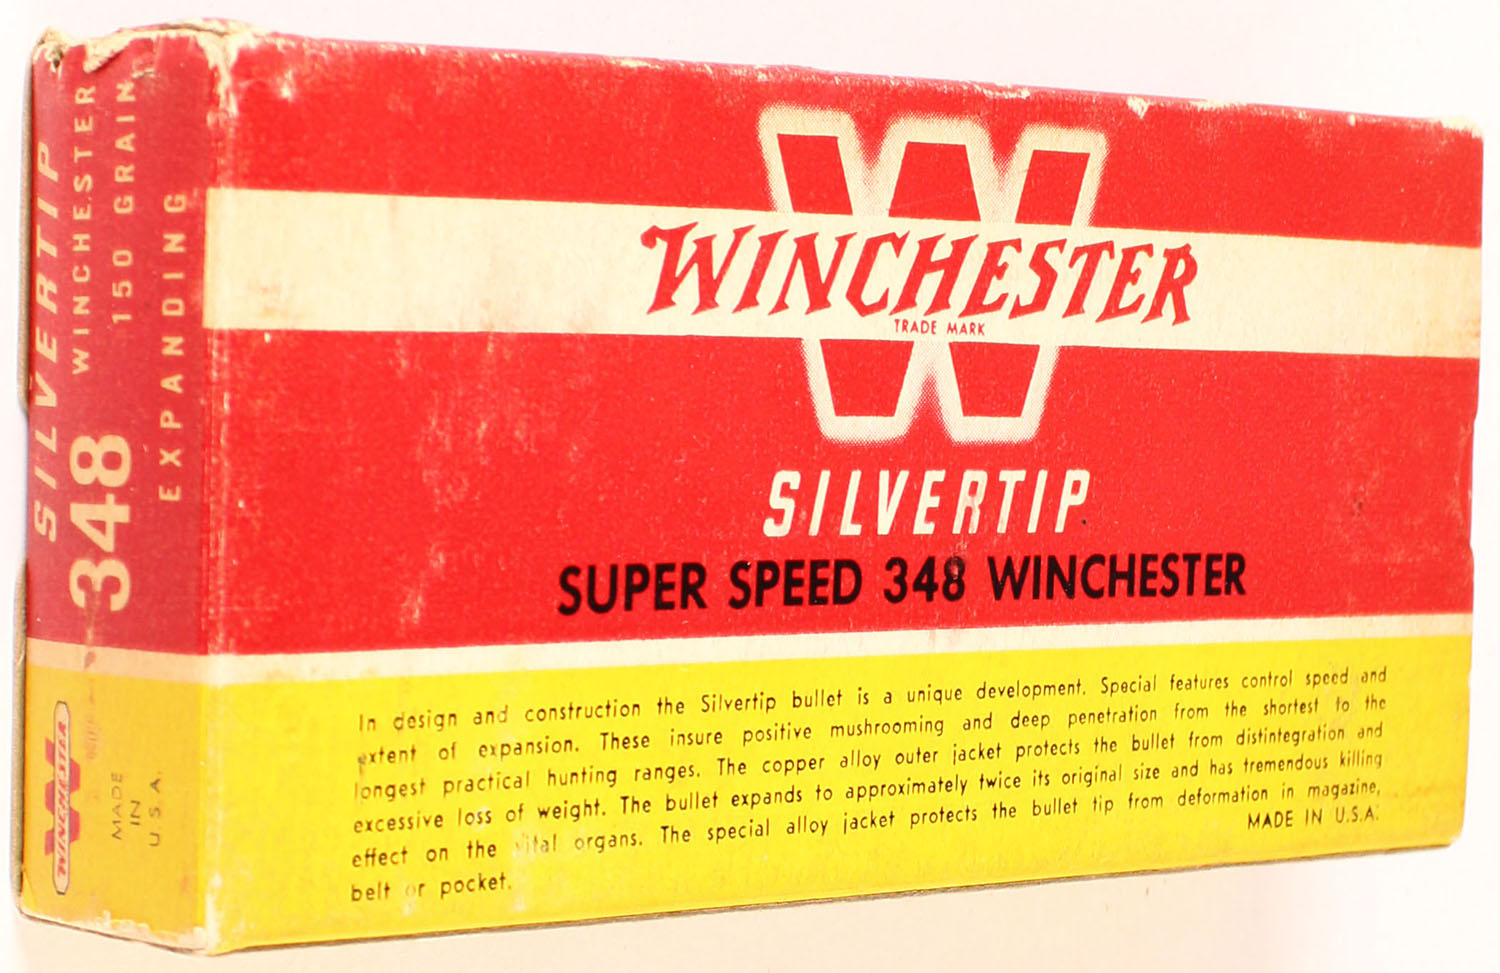 SILVERTIP
348 WINCHESTER
150 GRAIN
EXPANDING
WINCHESTER
MADE
IN
U.S.A.
WINCHESTER
TRADE MARK
SILVERTIP
SUPER SPEED 348 WINCHESTER
In design and construction the Silvertip bullet is a unique development. Special features control speed and
extent of expansion. These insure positive mushrooming and deep penetration from the shortest to the
longest practical hunting ranges. The copper alloy outer jacket protects the bullet from distintegration and
excessive loss of weight. The bullet expands to approximately twice its original size and has tremendous killing
effect on the vital organs. The special alloy jacket protects the bullet tip from deformation in magazine,
belt or pocket.
MADE IN U.S.A.